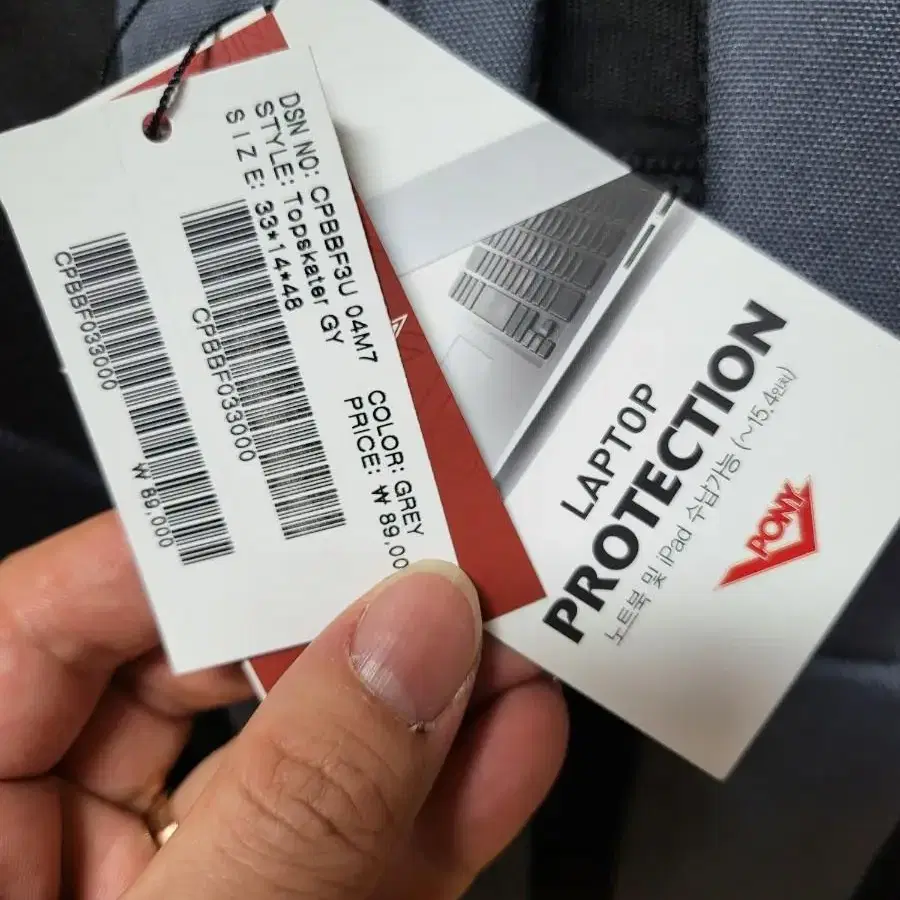 DSN NO: CPBBF3U 04M7 COLOR: GREY
STYLE: Topskater GY PRICE: ₩ 89,00
SIZE: 33*14*48
CPBBF033000
CPBBF033000
₩ 89,000
LAPTOP
PROTECTION
노트북 및 iPad 수납가능 (~15.4인치)
PONY